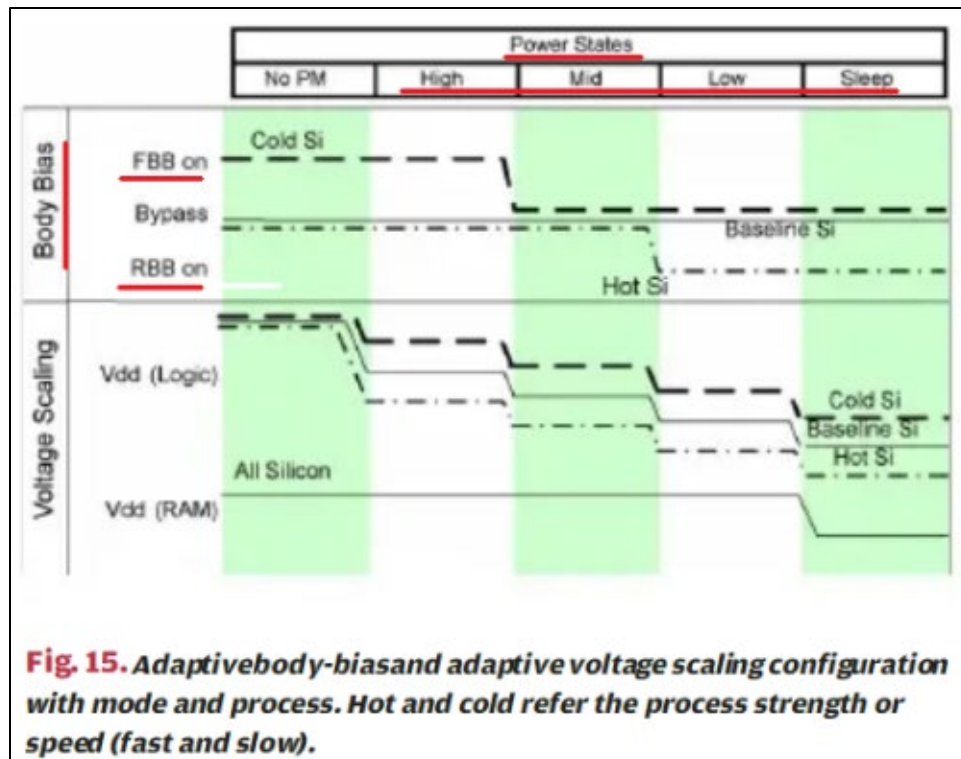 Power States
No PM High Mid Low Sleep
Body Bias
FBB on
Cold Si
Bypass
Baseline Si
RBB on
Hot Si
Voltage Scaling
Vdd (Logic)
Cold Si
Baseline Si
Hot Si
All Silicon
Vdd (RAM)
Fig. 15. Adaptivebody-biasand adaptive voltage scaling configuration
with mode and process. Hot and cold refer the process strength or
speed (fast and slow).